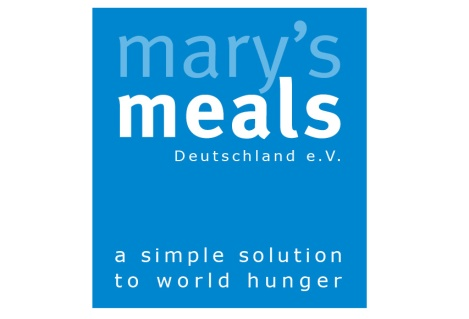 mary's
meals
Deutschland e.V.
a simple solution
to world hunger